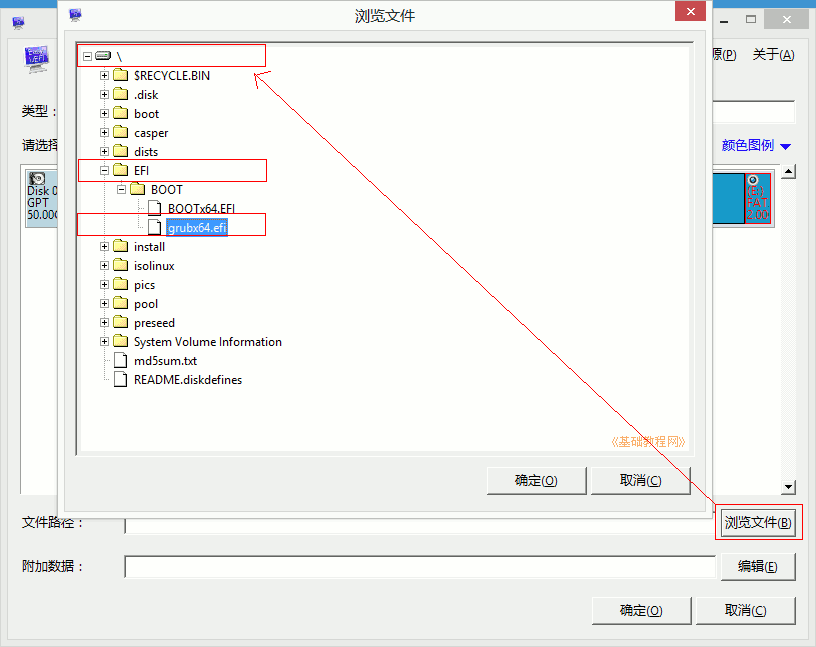 浏览文件
源(P) 关于(A)
类型：
请选择
颜色图例
Disk 0
GPT
50.00G
(E:)
FAT
2.00
\
$RECYCLE.BIN
.disk
boot
casper
dists
EFI
BOOT
BOOTx64.EFI
grubx64.efi
install
isolinux
pics
pool
preseed
System Volume Information
md5sum.txt
README.diskdefines
《基础教程网》
确定(O) 取消(C)
文件路径： 浏览文件(B)
附加数据： 编辑(E)
确定(O) 取消(C)